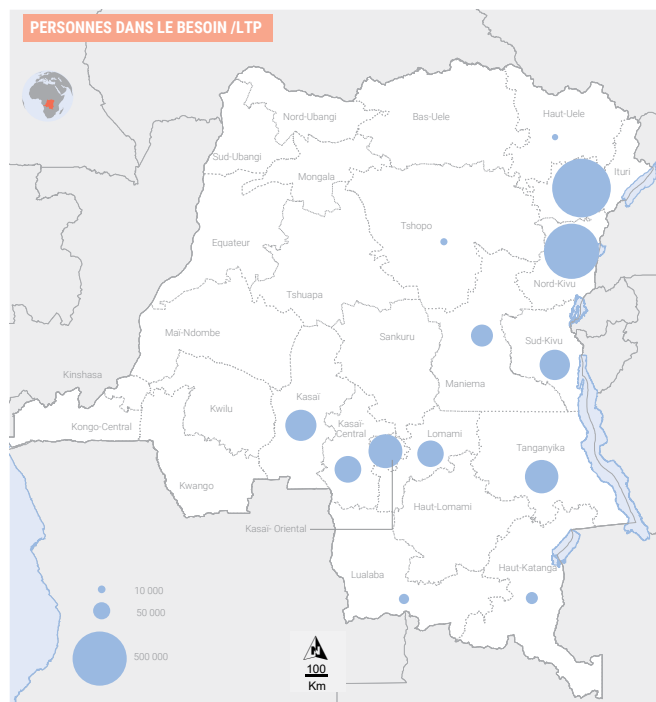 PERSONNES DANS LE BESOIN /LTP
Nord-Ubangi
Bas-Uele
Haut-Uele
Sud-Ubangi
Mongala
Ituri
Tshopo
Equateur
Nord-Kivu
Tshuapa
Maï-Ndombe
Sankuru
Sud-Kivu
Kinshasa
Maniema
Kasaï
Kwilu
Kongo-Central
Kasaï-
Central
Lomami
Tanganyika
Kwango
Haut-Lomami
Kasaï- Oriental
Lualaba
Haut-Katanga
10 000
50 000
500 000
N
100
Km